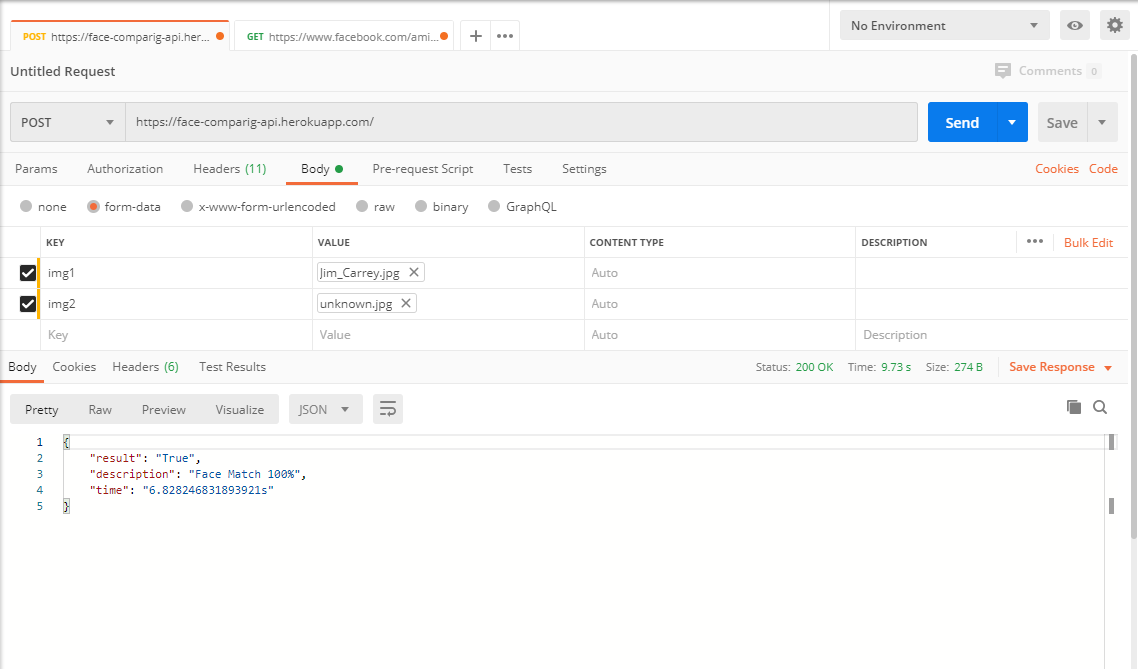 POST https://face-comparig-api.her...
GET https://www.facebook.com/ami...
No Environment
Untitled Request
Comments 0
POST
https://face-comparig-api.herokuapp.com/
Send
Save
Params Authorization Headers (11) Body Pre-request Script Tests Settings
Cookies Code
none form-data x-www-form-urlencoded raw binary GraphQL
KEY VALUE CONTENT TYPE DESCRIPTION ••• Bulk Edit
img1 Jim_Carrey.jpg Auto
img2 unknown.jpg Auto
Key Value Auto Description
Body Cookies Headers (6) Test Results
Status: 200 OK Time: 9.73 s Size: 274 B Save Response
Pretty Raw Preview Visualize JSON
1 {
2 "result": "True",
3 "description": "Face Match 100%",
4 "time": "6.828246831893921s"
5 }